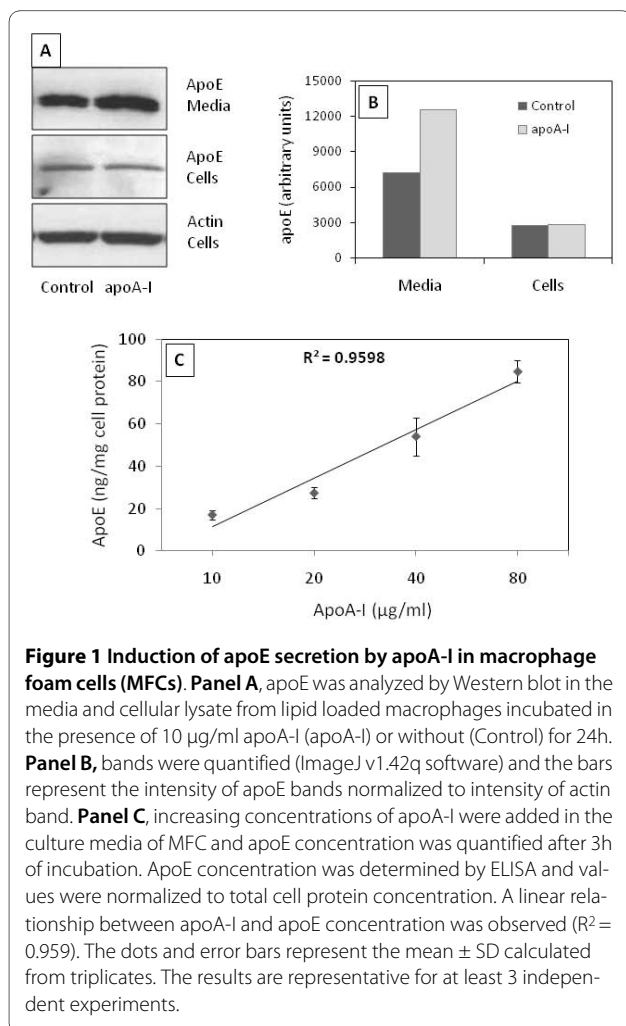 A
ApoE
Media
ApoE
Cells
Actin
Cells
Control apoA-I
B
apoE (arbitrary units)
15000
12000
9000
6000
3000
0
Control
apoA-I
Media Cells
C
R² = 0.9598
ApoE (ng/mg cell protein)
100
80
60
40
20
0
10 20 40 80
ApoA-I (µg/ml)
Figure 1 Induction of apoE secretion by apoA-I in macrophage
foam cells (MFCs). Panel A, apoE was analyzed by Western blot in the
media and cellular lysate from lipid loaded macrophages incubated in
the presence of 10 µg/ml apoA-I (apoA-I) or without (Control) for 24h.
Panel B, bands were quantified (ImageJ v1.42q software) and the bars
represent the intensity of apoE bands normalized to intensity of actin
band. Panel C, increasing concentrations of apoA-I were added in the
culture media of MFC and apoE concentration was quantified after 3h
of incubation. ApoE concentration was determined by ELISA and val-
ues were normalized to total cell protein concentration. A linear rela-
tionship between apoA-I and apoE concentration was observed (R² =
0.959). The dots and error bars represent the mean ± SD calculated
from triplicates. The results are representative for at least 3 indepen-
dent experiments.